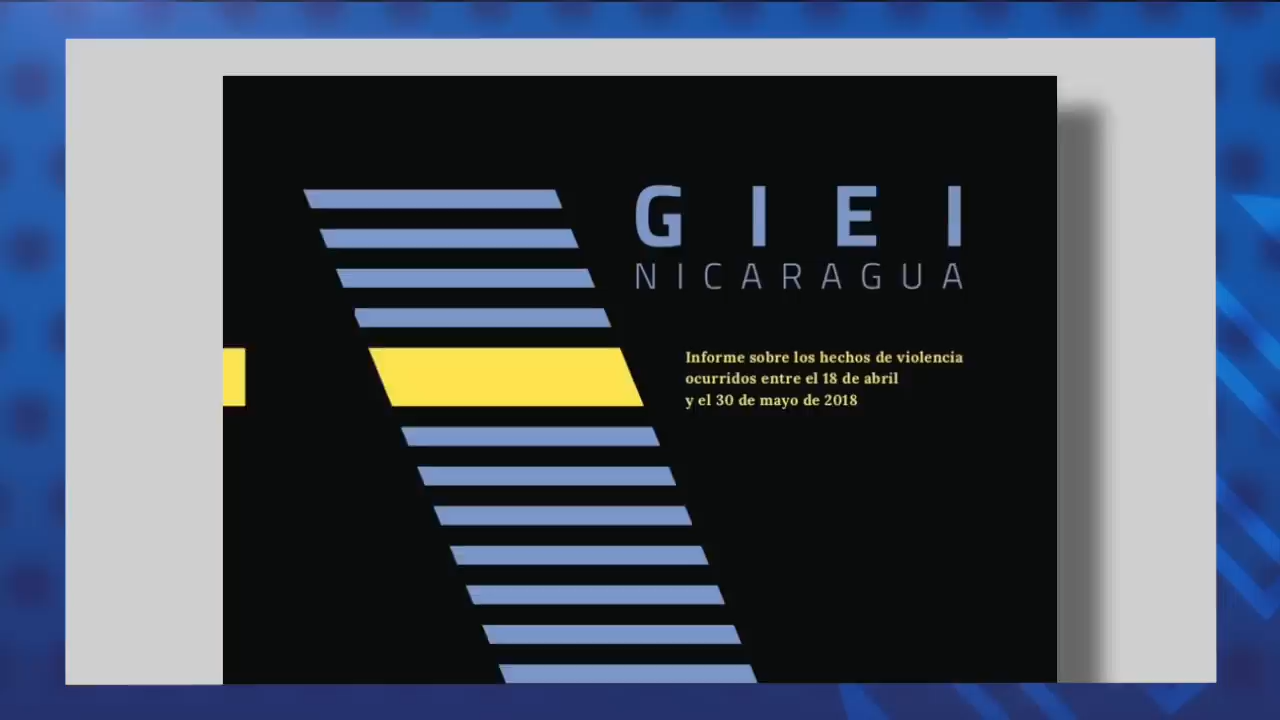 GIEI
NICARAGUA
Informe sobre los hechos de violencia
ocurridos entre el 18 de abril
y el 30 de mayo de 2018